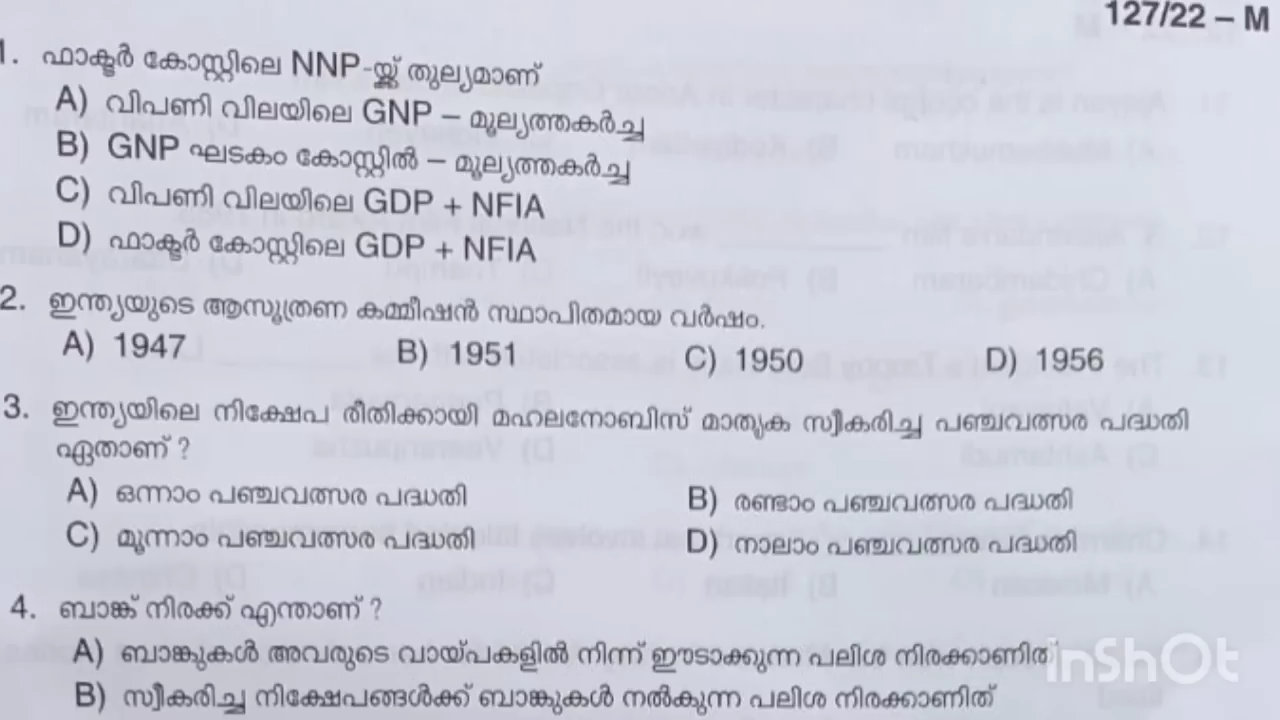 127/22 – M
1. ഫാക്ടർ കോസ്റ്റിലെ NNP-യ്ക്ക് തുല്യമാണ്
A) വിപണി വിലയിലെ GNP – മൂല്യത്തകർച്ച
B) GNP ഘടകം കോസ്റ്റിൽ – മൂല്യത്തകർച്ച
C) വിപണി വിലയിലെ GDP + NFIA
D) ഫാക്ടർ കോസ്റ്റിലെ GDP + NFIA
2. ഇന്ത്യയുടെ ആസൂത്രണ കമ്മീഷൻ സ്ഥാപിതമായ വർഷം.
A) 1947 B) 1951 C) 1950 D) 1956
3. ഇന്ത്യയിലെ നിക്ഷേപ രീതിക്കായി മഹലനോബിസ് മാതൃക സ്വീകരിച്ച പഞ്ചവത്സര പദ്ധതി
ഏതാണ് ?
A) ഒന്നാം പഞ്ചവത്സര പദ്ധതി B) രണ്ടാം പഞ്ചവത്സര പദ്ധതി
C) മൂന്നാം പഞ്ചവത്സര പദ്ധതി D) നാലാം പഞ്ചവത്സര പദ്ധതി
4. ബാങ്ക് നിരക്ക് എന്താണ് ?
A) ബാങ്കുകൾ അവരുടെ വായ്പകളിൽ നിന്ന് ഈടാക്കുന്ന പലിശ നിരക്കാണിത്
B) സ്വീകരിച്ച നിക്ഷേപങ്ങൾക്ക് ബാങ്കുകൾ നൽകുന്ന പലിശ നിരക്കാണിത്
InShOt